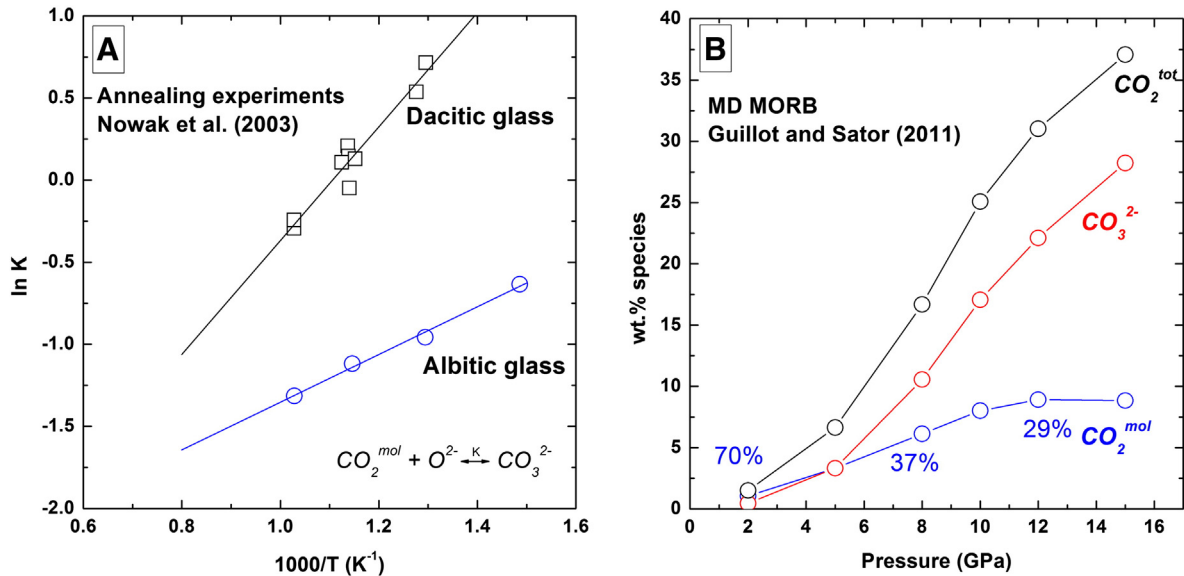 A
Annealing experiments
Nowak et al. (2003)
Dacitic glass
Albitic glass
CO₂ᵐᵒˡ + O²⁻ ⟷ᴷ CO₃²⁻
1.0
0.5
0.0
-0.5
-1.0
-1.5
-2.0
ln K
0.6 0.8 1.0 1.2 1.4 1.6
1000/T (K⁻¹)
B
MD MORB
Guillot and Sator (2011)
CO₂ᵗᵒᵗ
CO₃²⁻
CO₂ᵐᵒˡ
70%
37%
29%
40
35
30
25
20
15
10
5
0
wt.% species
0 2 4 6 8 10 12 14 16
Pressure (GPa)